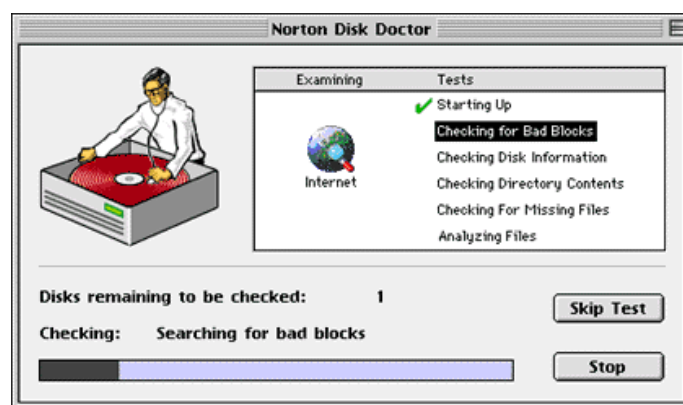 Norton Disk Doctor
Examining Tests
Starting Up
Checking for Bad Blocks
Internet
Checking Disk Information
Checking Directory Contents
Checking For Missing Files
Analyzing Files
Disks remaining to be checked: 1
Skip Test
Checking: Searching for bad blocks
Stop